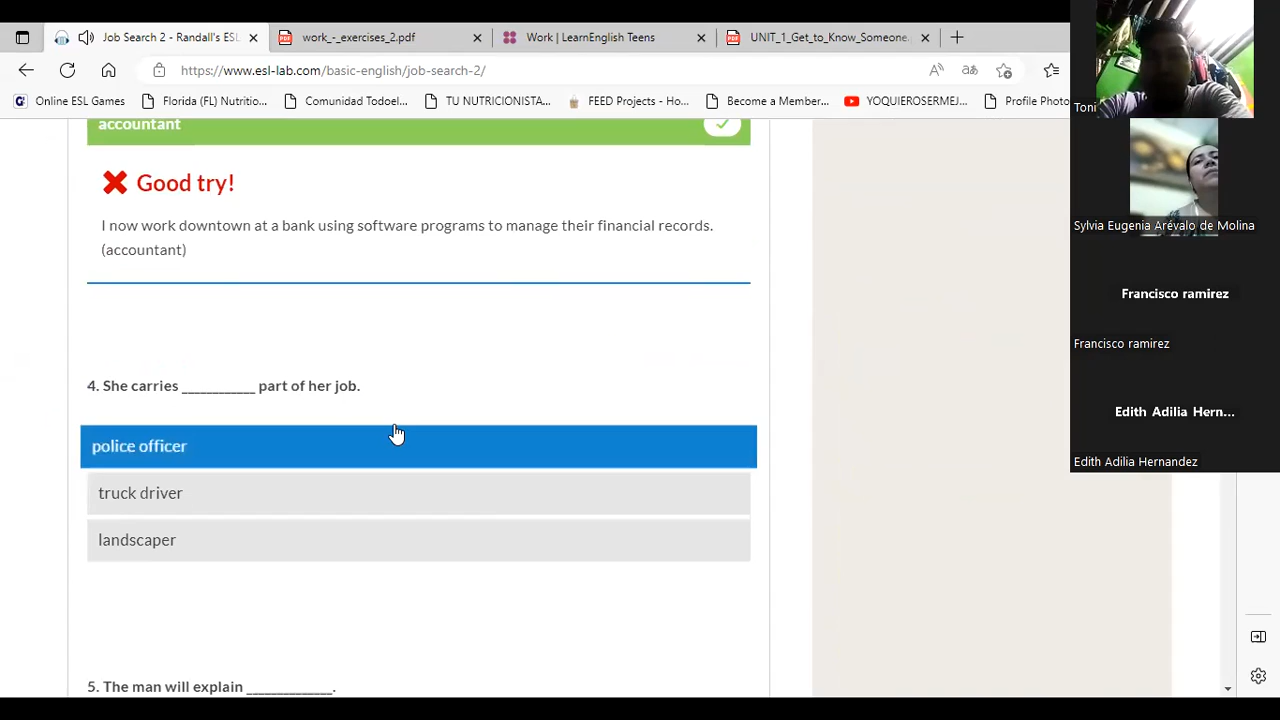 Job Search 2 - Randall's ESL
work_-_exercises_2.pdf
Work | LearnEnglish Teens
UNIT_1_Get_to_Know_Someone.
https://www.esl-lab.com/basic-english/job-search-2/
Online ESL Games
Florida (FL) Nutritio...
Comunidad Todoel...
TU NUTRICIONISTA...
FEED Projects - Ho...
Become a Member...
YOQUIEROSERMEJ...
Profile Photo
accountant
Good try!
I now work downtown at a bank using software programs to manage their financial records.
(accountant)
4. She carries ____________ part of her job.
police officer
truck driver
landscaper
5. The man will explain ______________.
Toni
Sylvia Eugenia Arévalo de Molina
Francisco ramirez
Francisco ramirez
Edith Adilia Hern...
Edith Adilia Hernandez